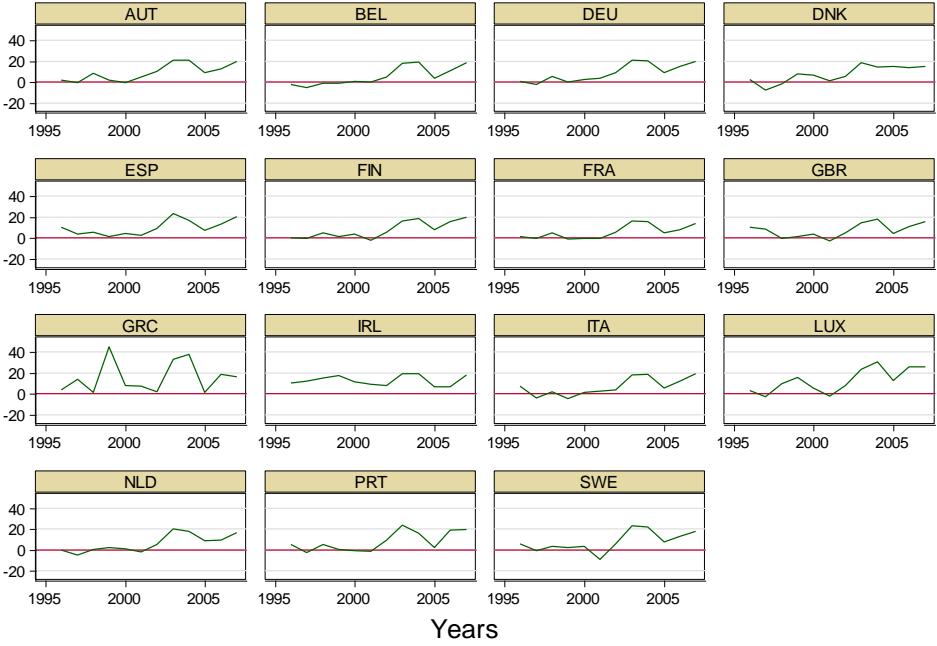 AUT BEL DEU DNK
40
20
0
-20
1995 2000 2005 1995 2000 2005 1995 2000 2005 1995 2000 2005
ESP FIN FRA GBR
40
20
0
-20
1995 2000 2005 1995 2000 2005 1995 2000 2005 1995 2000 2005
GRC IRL ITA LUX
40
20
0
-20
1995 2000 2005 1995 2000 2005 1995 2000 2005 1995 2000 2005
NLD PRT SWE
40
20
0
-20
1995 2000 2005 1995 2000 2005 1995 2000 2005
Years